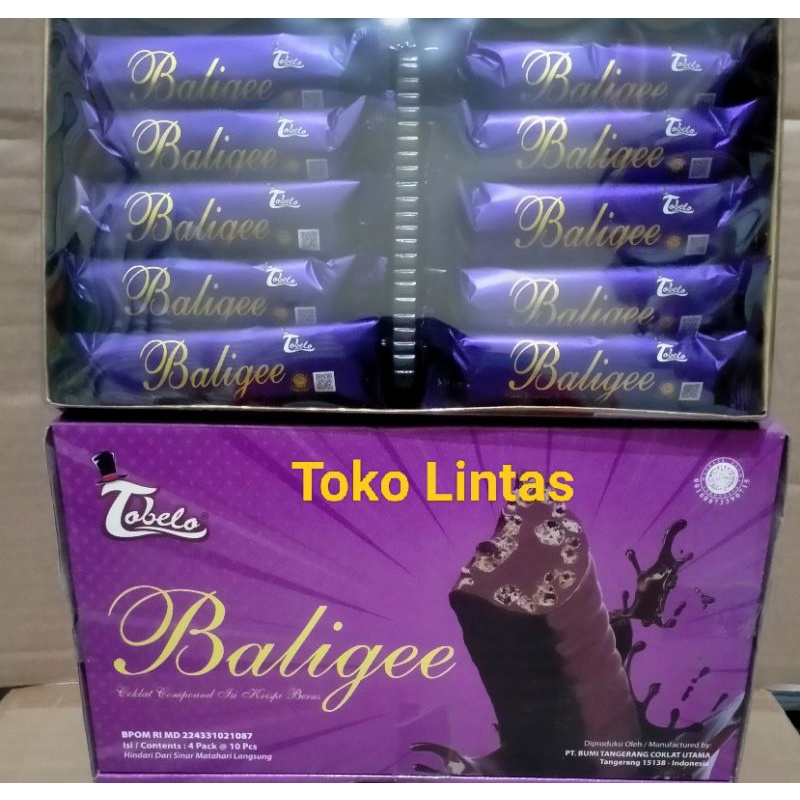 Tobelo
Baligee
Tobelo
Baligee
Tobelo
Baligee
Tobelo
Baligee
Tobelo
Baligee
Tobelo
Baligee
Tobelo
Baligee
Tobelo
Baligee
Tobelo
Baligee
Tobelo
Baligee
Toko Lintas
Tobelo
Baligee
Coklat Compound Isi Krispi Beras
BPOM RI MD 224331021087
Isi / Contents : 4 Pack @ 10 Pcs
Hindari Dari Sinar Matahari Langsung
Diproduksi Oleh / Manufactured by:
PT. BUMI TANGERANG COKLAT UTAMA
Tangerang 15138 - Indonesia